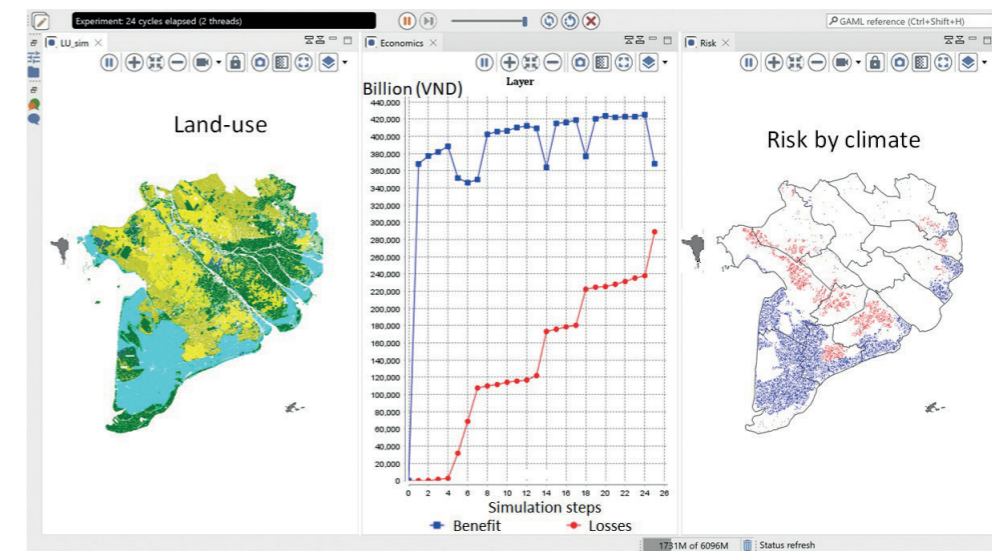 Experiment: 24 cycles elapsed (2 threads)
GAML reference (Ctrl+Shift+H)
LU_sim
Economics
Risk
Land-use
Billion (VND)
Layer
440,000
420,000
400,000
380,000
360,000
340,000
320,000
300,000
280,000
260,000
240,000
220,000
200,000
180,000
160,000
140,000
120,000
100,000
80,000
60,000
40,000
20,000
0
0 2 4 6 8 10 12 14 16 18 20 22 24 26
Simulation steps
Benefit Losses
Risk by climate
1731M of 6096M
Status refresh